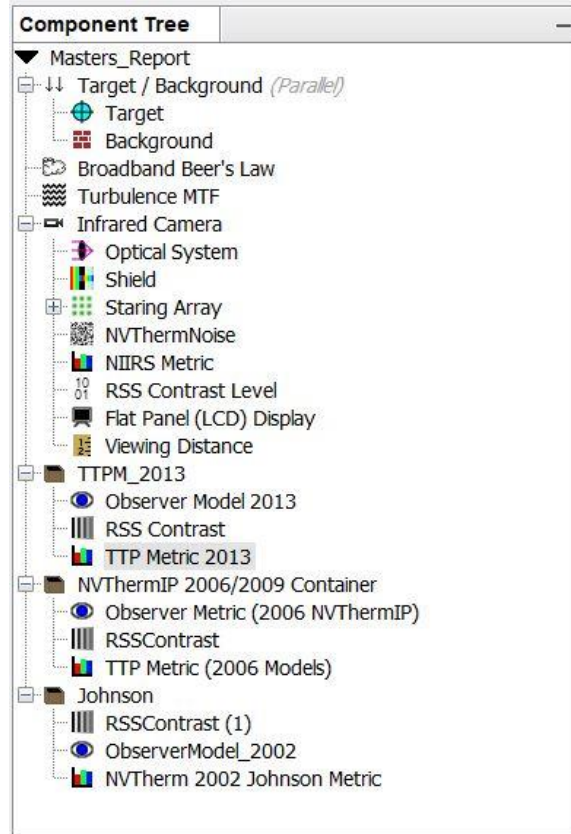 Component Tree
Masters_Report
Target / Background (Parallel)
Target
Background
Broadband Beer's Law
Turbulence MTF
Infrared Camera
Optical System
Shield
Staring Array
NVThermNoise
NIIRS Metric
RSS Contrast Level
Flat Panel (LCD) Display
Viewing Distance
TTPM_2013
Observer Model 2013
RSS Contrast
TTP Metric 2013
NVThermIP 2006/2009 Container
Observer Metric (2006 NVThermIP)
RSSContrast
TTP Metric (2006 Models)
Johnson
RSSContrast (1)
ObserverModel_2002
NVTherm 2002 Johnson Metric